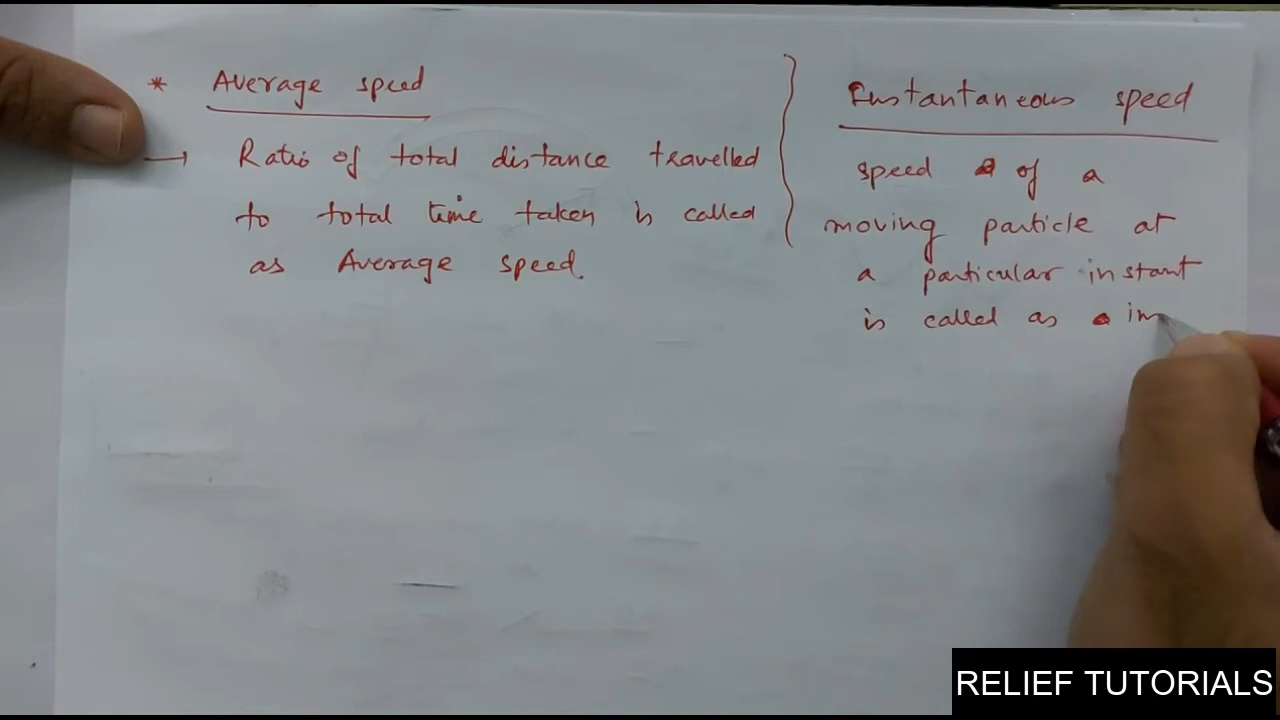 * Average speed
→ Ratio of total distance travelled
to total time taken is called
as Average speed.
Instantaneous speed
speed of a
moving particle at
a particular instant
is called as in
RELIEF TUTORIALS